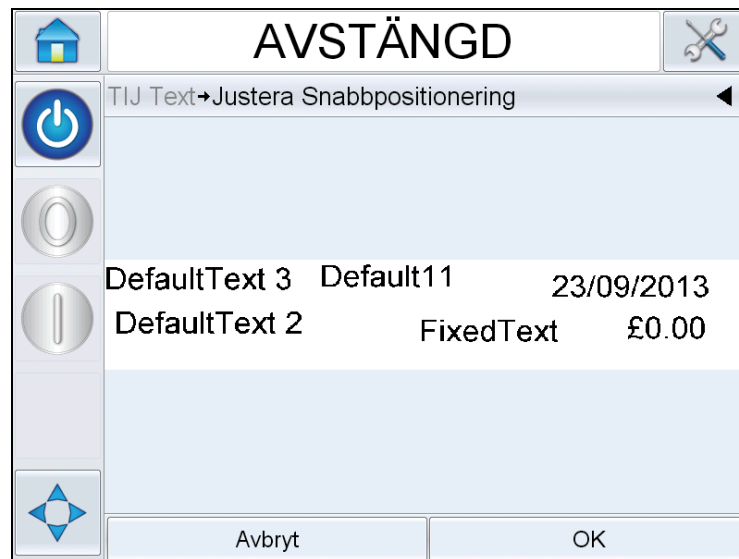 AVSTÄNGD
TIJ Text→Justera Snabbpositionering
DefaultText 3 Default11 23/09/2013
DefaultText 2 FixedText £0.00
Avbryt OK